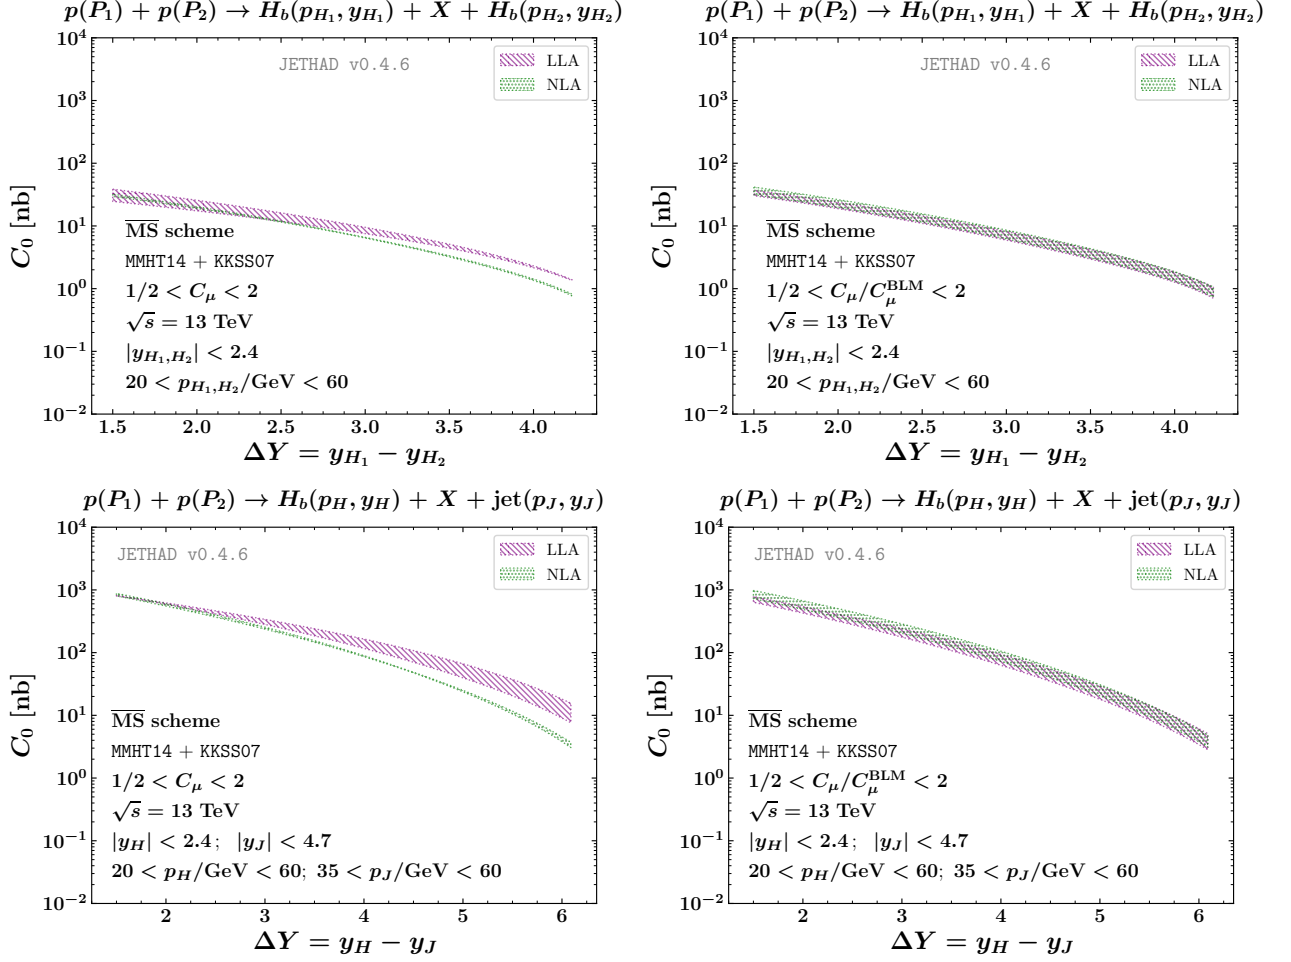 p(P₁) + p(P₂) → H_b(p_{H₁}, y_{H₁}) + X + H_b(p_{H₂}, y_{H₂})
10⁴
10³
10²
10¹
10⁰
10⁻¹
10⁻²
C₀ [nb]
JETHAD v0.4.6
LLA
NLA
M̅S̅ scheme
MMHT14 + KKSS07
1/2 < C_μ < 2
√s = 13 TeV
|y_{H₁,H₂}| < 2.4
20 < p_{H₁,H₂}/GeV < 60
1.5 2.0 2.5 3.0 3.5 4.0
ΔY = y_{H₁} − y_{H₂}
p(P₁) + p(P₂) → H_b(p_{H₁}, y_{H₁}) + X + H_b(p_{H₂}, y_{H₂})
10⁴
10³
10²
10¹
10⁰
10⁻¹
10⁻²
C₀ [nb]
JETHAD v0.4.6
LLA
NLA
M̅S̅ scheme
MMHT14 + KKSS07
1/2 < C_μ/C_μ^{BLM} < 2
√s = 13 TeV
|y_{H₁,H₂}| < 2.4
20 < p_{H₁,H₂}/GeV < 60
1.5 2.0 2.5 3.0 3.5 4.0
ΔY = y_{H₁} − y_{H₂}
p(P₁) + p(P₂) → H_b(p_H, y_H) + X + jet(p_J, y_J)
10⁴
10³
10²
10¹
10⁰
10⁻¹
10⁻²
C₀ [nb]
JETHAD v0.4.6
LLA
NLA
M̅S̅ scheme
MMHT14 + KKSS07
1/2 < C_μ < 2
√s = 13 TeV
|y_H| < 2.4; |y_J| < 4.7
20 < p_H/GeV < 60; 35 < p_J/GeV < 60
2 3 4 5 6
ΔY = y_H − y_J
p(P₁) + p(P₂) → H_b(p_H, y_H) + X + jet(p_J, y_J)
10⁴
10³
10²
10¹
10⁰
10⁻¹
10⁻²
C₀ [nb]
JETHAD v0.4.6
LLA
NLA
M̅S̅ scheme
MMHT14 + KKSS07
1/2 < C_μ/C_μ^{BLM} < 2
√s = 13 TeV
|y_H| < 2.4; |y_J| < 4.7
20 < p_H/GeV < 60; 35 < p_J/GeV < 60
2 3 4 5 6
ΔY = y_H − y_J